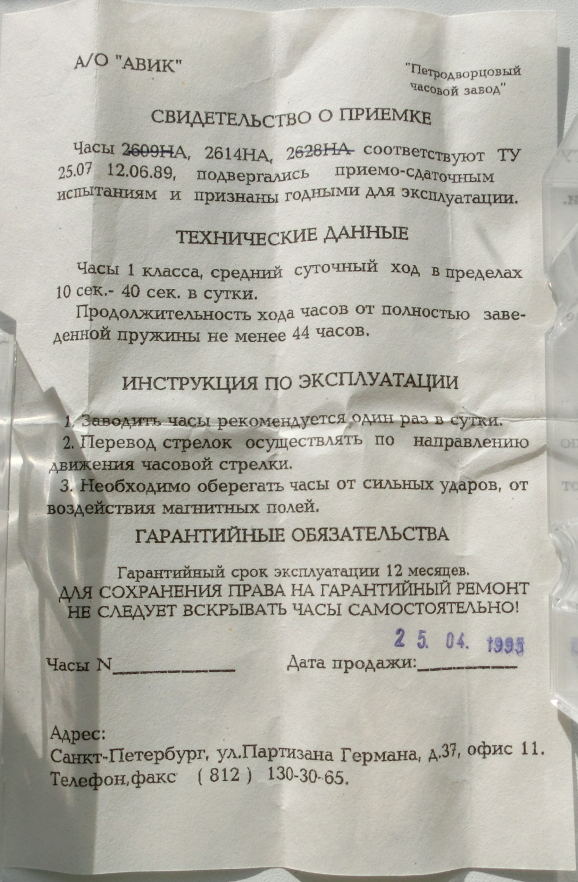 А/О "АВИК"
"Петродворцовый
часовой завод"
СВИДЕТЕЛЬСТВО О ПРИЕМКЕ
Часы 2609НА, 2614НА, 2628НА соответствуют ТУ
25.07 12.06.89, подвергались приемо-сдаточным
испытаниям и признаны годными для эксплуатации.
ТЕХНИЧЕСКИЕ ДАННЫЕ
Часы 1 класса, средний суточный ход в пределах
10 сек.- 40 сек. в сутки.
Продолжительность хода часов от полностью заве-
денной пружины не менее 44 часов.
ИНСТРУКЦИЯ ПО ЭКСПЛУАТАЦИИ
1. Заводить часы рекомендуется один раз в сутки.
2. Перевод стрелок осуществлять по направлению
движения часовой стрелки.
3. Необходимо оберегать часы от сильных ударов, от
воздействия магнитных полей.
ГАРАНТИЙНЫЕ ОБЯЗАТЕЛЬСТВА
Гарантийный срок эксплуатации 12 месяцев.
ДЛЯ СОХРАНЕНИЯ ПРАВА НА ГАРАНТИЙНЫЙ РЕМОНТ
НЕ СЛЕДУЕТ ВСКРЫВАТЬ ЧАСЫ САМОСТОЯТЕЛЬНО!
25. 04. 1995
Часы N__________ Дата продажи:__________
Адрес:
Санкт-Петербург, ул.Партизана Германа, д.37, офис 11.
Телефон,факс ( 812 ) 130-30-65.